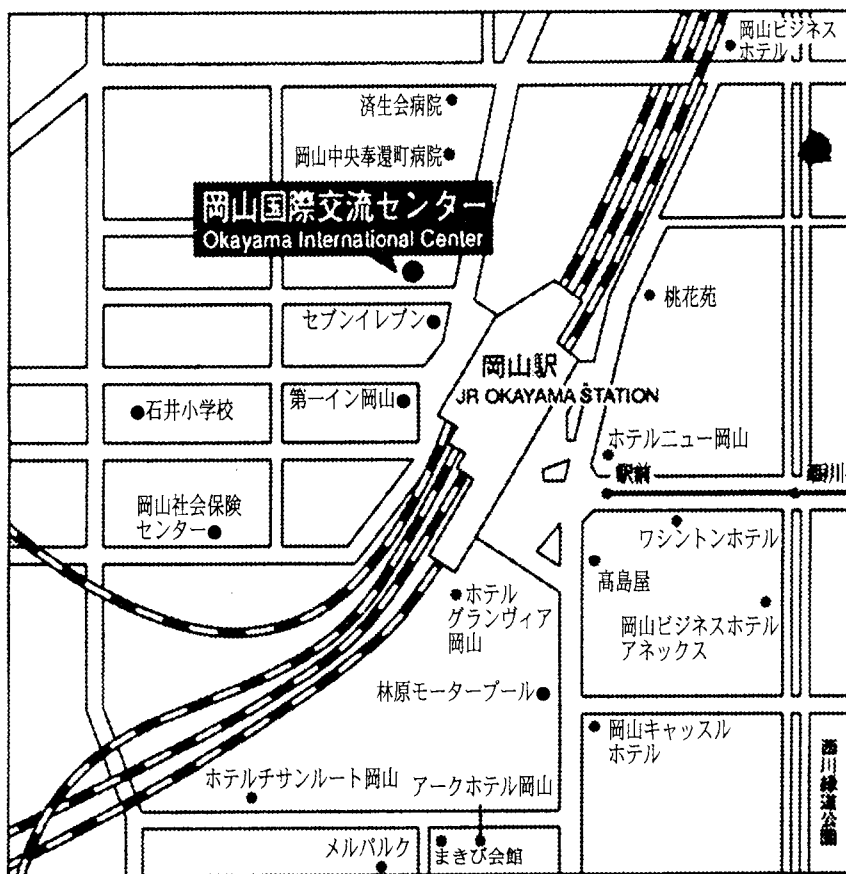 岡山ビジネス
ホテル
済生会病院
岡山中央奉還町病院
岡山国際交流センター
Okayama International Center
桃花苑
セブンイレブン
岡山駅
JR OKAYAMA STATION
石井小学校
第一イン岡山
ホテルニュー岡山
駅前
西川
岡山社会保険
センター
ワシントンホテル
髙島屋
ホテル
グランヴィア
岡山
岡山ビジネスホテル
アネックス
林原モータープール
岡山キャッスル
ホテル
西川緑道公園
ホテルチサンルート岡山
アークホテル岡山
メルパルク
まきび会館